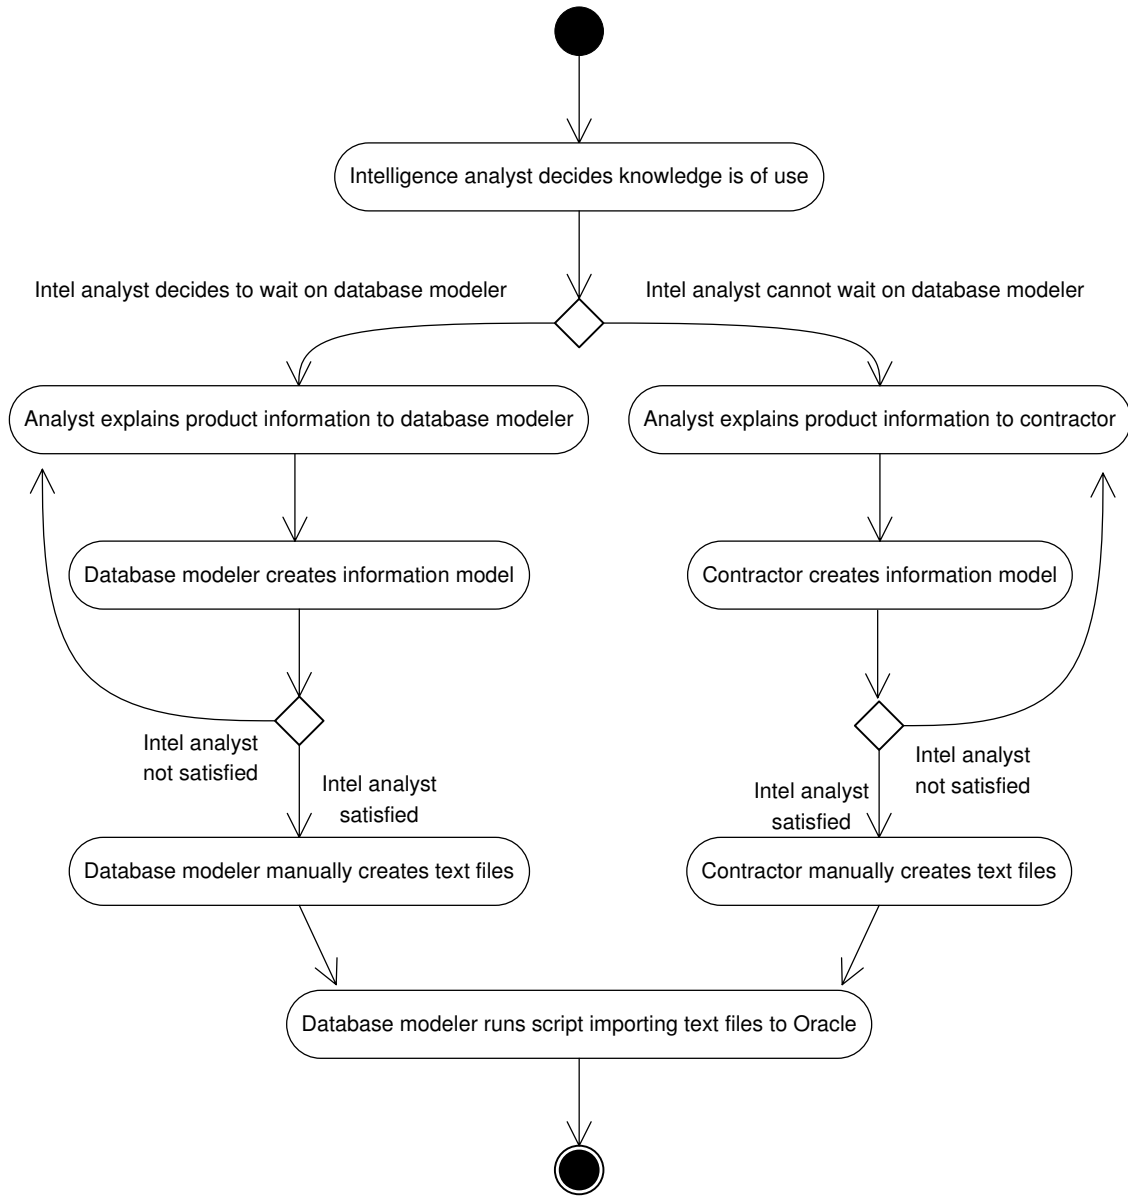 Intelligence analyst decides knowledge is of use
Intel analyst decides to wait on database modeler
Intel analyst cannot wait on database modeler
Analyst explains product information to database modeler
Analyst explains product information to contractor
Database modeler creates information model
Contractor creates information model
Intel analyst
not satisfied
Intel analyst
satisfied
Intel analyst
satisfied
Intel analyst
not satisfied
Database modeler manually creates text files
Contractor manually creates text files
Database modeler runs script importing text files to Oracle